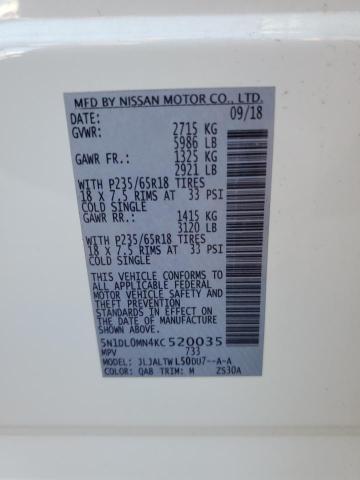 MFD BY NISSAN MOTOR CO., LTD.
DATE: 09/18
GVWR: 2715 KG
5986 LB
GAWR FR.: 1325 KG
2921 LB
WITH P235/65R18 TIRES
18 X 7.5 RIMS AT 33 PSI
COLD SINGLE
GAWR RR.: 1415 KG
3120 LB
WITH P235/65R18 TIRES
18 X 7.5 RIMS AT 33 PSI
COLD SINGLE
THIS VEHICLE CONFORMS TO
ALL APPLICABLE FEDERAL
MOTOR VEHICLE SAFETY
STANDARDS IN EFFECT ON
THE DATE OF MANUFACTURE
SHOWN ABOVE.
5N1DL0MN4KC520035
MPV 733
MODEL: JLJALTWL50DU7--A-A
COLOR: QAB TRIM: M ZS30A